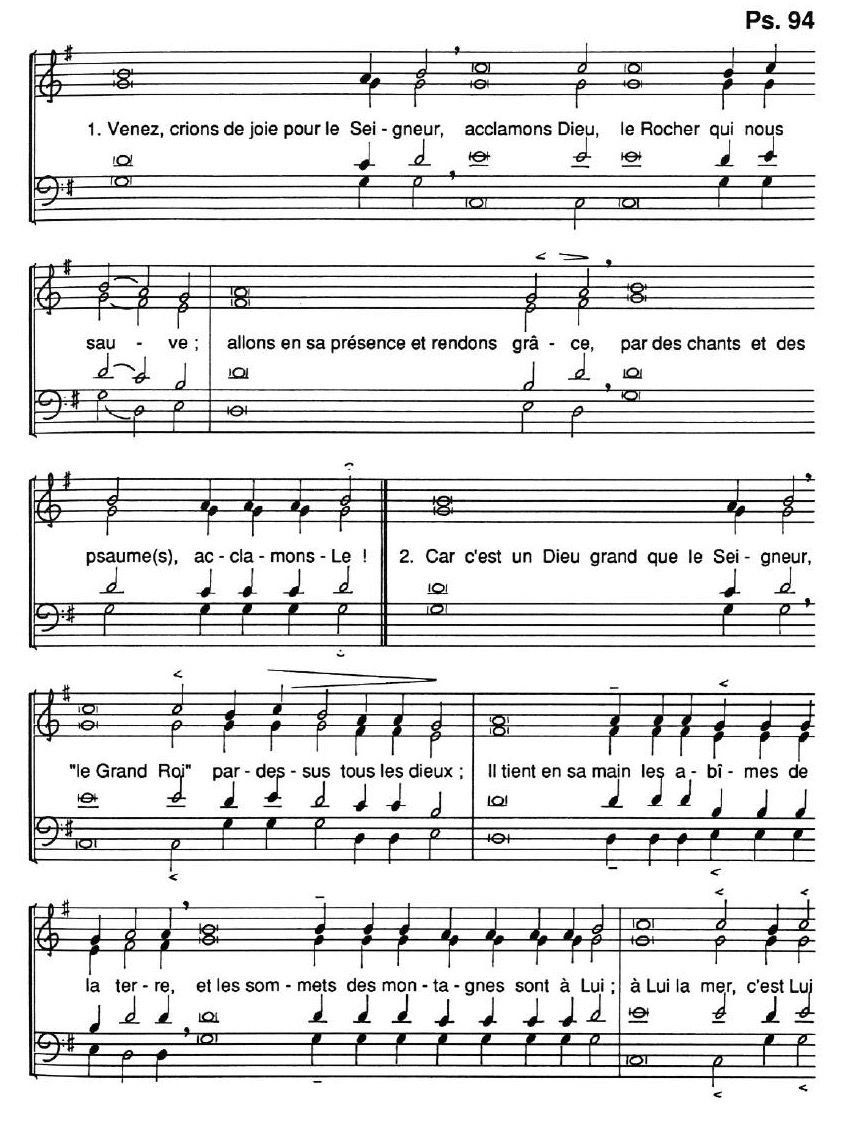 Ps. 94
1. Venez, crions de joie pour le Sei - gneur, acclamons Dieu, le Rocher qui nous
sau - ve ; allons en sa présence et rendons grâ - ce, par des chants et des
psaume(s), ac - cla - mons - Le ! 2. Car c'est un Dieu grand que le Sei - gneur,
"le Grand Roi" par - des - sus tous les dieux ; Il tient en sa main les a - bî - mes de
la ter - re, et les som - mets des mon - ta - gnes sont à Lui ; à Lui la mer, c'est Lui